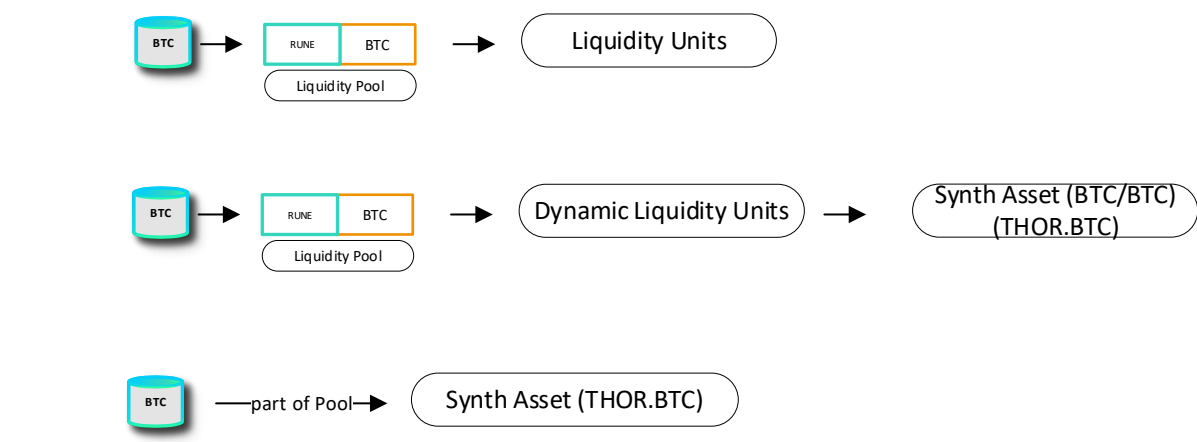 BTC
RUNE
BTC
Liquidity Units
Liquidity Pool
BTC
RUNE
BTC
Dynamic Liquidity Units
Synth Asset (BTC/BTC)
(THOR.BTC)
Liquidity Pool
BTC
part of Pool
Synth Asset (THOR.BTC)